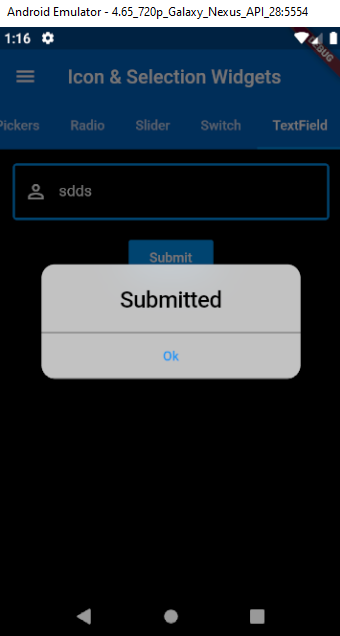 Android Emulator - 4.65_720p_Galaxy_Nexus_API_28:5554
1:16
DEBUG
Icon & Selection Widgets
Pickers Radio Slider Switch TextField
sdds
Submit
Submitted
Ok